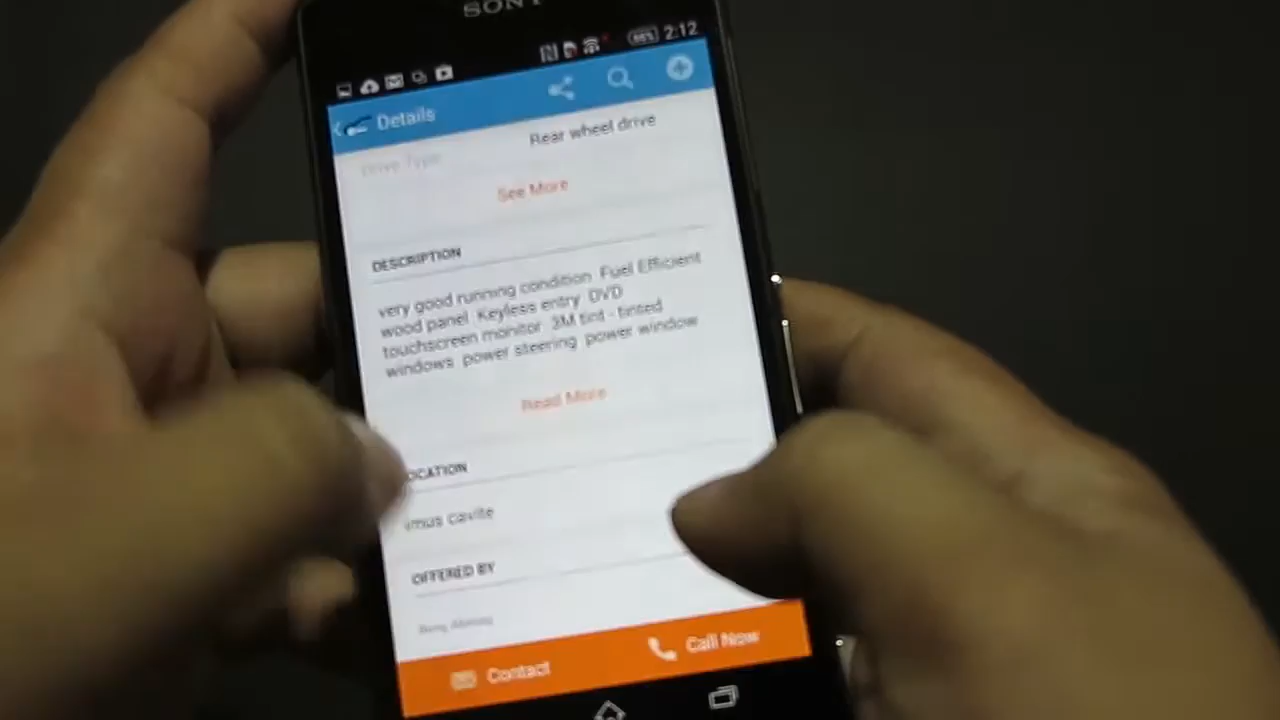 SONY
2:12
Details
Drive Type
Rear wheel drive
See More
DESCRIPTION
very good running condition Fuel Efficient
wood panel Keyless entry DVD
touchscreen monitor 3M tint - tinted
windows power steering power window
Read More
OCATION
imus cavite
OFFERED BY
Contact
Call Now